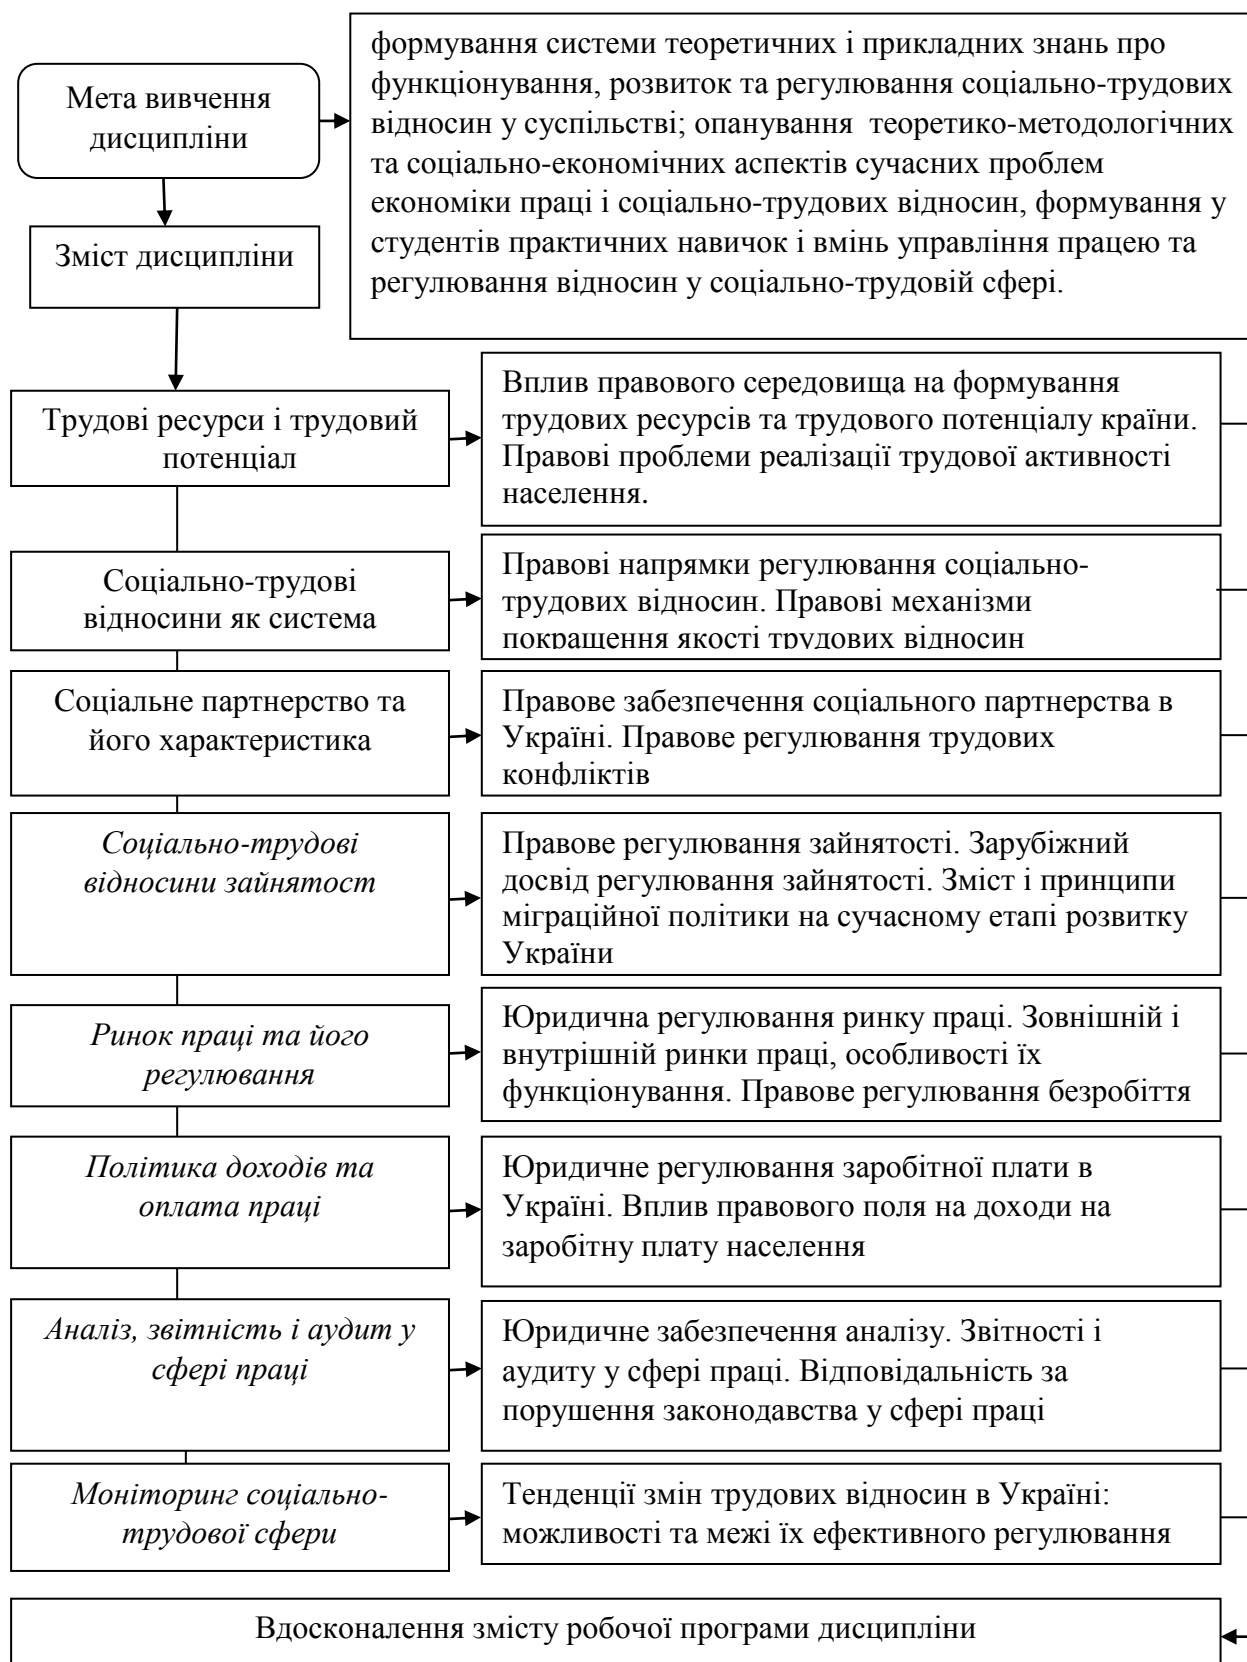 Мета вивчення
дисципліни
формування системи теоретичних і прикладних знань про
функціонування, розвиток та регулювання соціально-трудових
відносин у суспільстві; опанування теоретико-методологічних
та соціально-економічних аспектів сучасних проблем
економіки праці і соціально-трудових відносин, формування у
студентів практичних навичок і вмінь управління працею та
регулювання відносин у соціально-трудовій сфері.
Зміст дисципліни
Трудові ресурси і трудовий
потенціал
Вплив правового середовища на формування
трудових ресурсів та трудового потенціалу країни.
Правові проблеми реалізації трудової активності
населення.
Соціально-трудові
відносини як система
Правові напрямки регулювання соціально-
трудових відносин. Правові механізми
покращення якості трудових відносин
Соціальне партнерство та
його характеристика
Правове забезпечення соціального партнерства в
Україні. Правове регулювання трудових
конфліктів
Соціально-трудові
відносини зайнятост
Правове регулювання зайнятості. Зарубіжний
досвід регулювання зайнятості. Зміст і принципи
міграційної політики на сучасному етапі розвитку
України
Ринок праці та його
регулювання
Юридична регулювання ринку праці. Зовнішній і
внутрішній ринки праці, особливості їх
функціонування. Правове регулювання безробіття
Політика доходів та
оплата праці
Юридичне регулювання заробітної плати в
Україні. Вплив правового поля на доходи на
заробітну плату населення
Аналіз, звітність і аудит у
сфері праці
Юридичне забезпечення аналізу. Звітності і
аудиту у сфері праці. Відповідальність за
порушення законодавства у сфері праці
Моніторинг соціально-
трудової сфери
Тенденції змін трудових відносин в Україні:
можливості та межі їх ефективного регулювання
Вдосконалення змісту робочої програми дисципліни